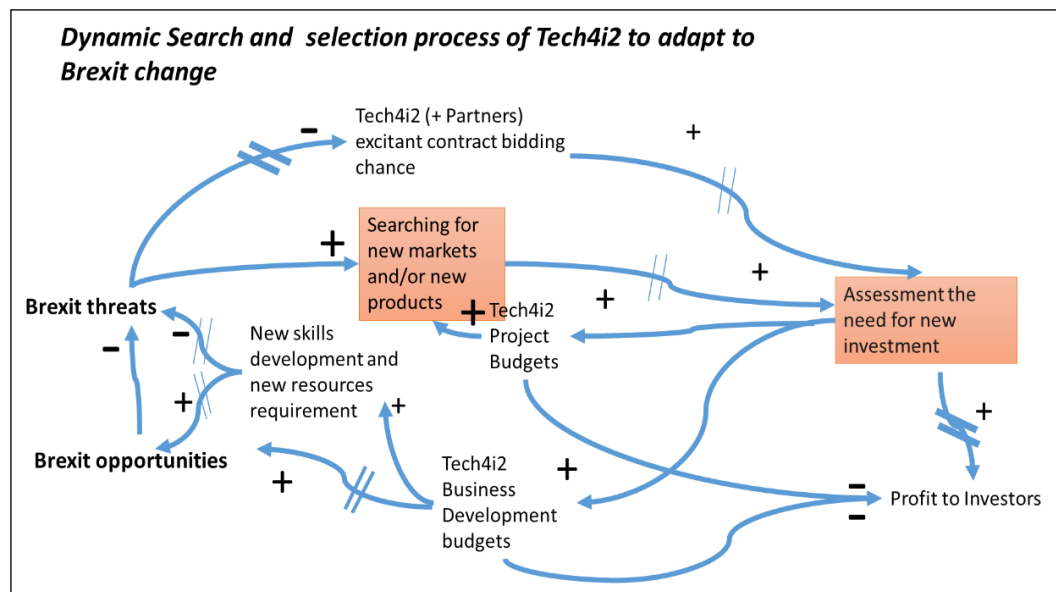 Dynamic Search and selection process of Tech4i2 to adapt to
Brexit change
Tech4i2 (+ Partners)
excitant contract bidding
chance
−
+
Searching for
new markets
and/or new
products
+
+
+
Assessment the
need for new
investment
Brexit threats
+
Tech4i2
Project
Budgets
−
−
New skills
development and
new resources
requirement
+
+
+
Brexit opportunities
+
Tech4i2
Business
Development
budgets
+
−
−
Profit to Investors